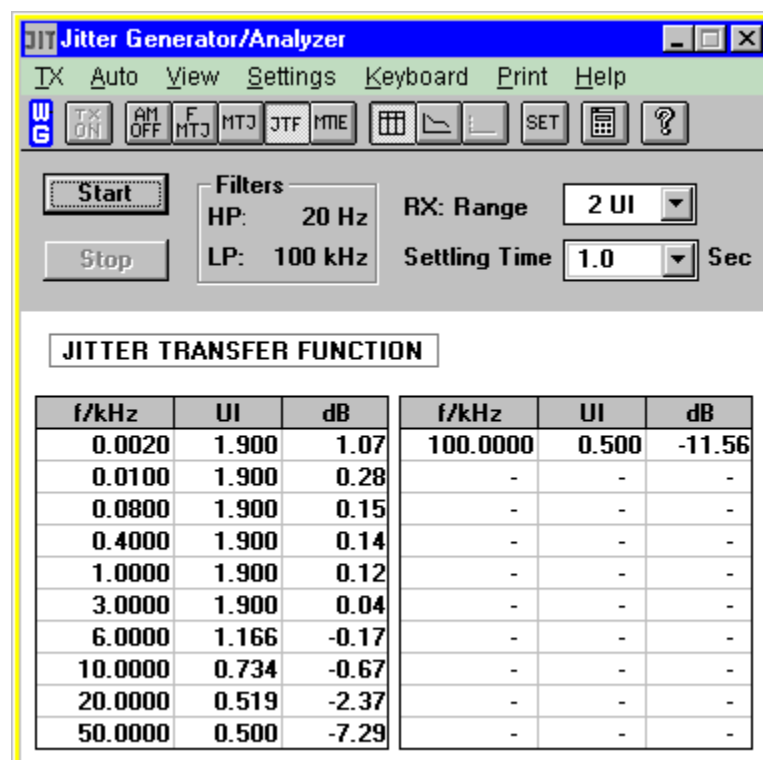 JIT Jitter Generator/Analyzer
TX Auto View Settings Keyboard Print Help
WG TX ON AM OFF F MTJ MTJ JTF MTIE SET ?
Start Filters RX: Range 2 UI
HP: 20 Hz
Stop LP: 100 kHz Settling Time 1.0 Sec
JITTER TRANSFER FUNCTION
f/kHz UI dB f/kHz UI dB
0.0020 1.900 1.07 100.0000 0.500 -11.56
0.0100 1.900 0.28 - - -
0.0800 1.900 0.15 - - -
0.4000 1.900 0.14 - - -
1.0000 1.900 0.12 - - -
3.0000 1.900 0.04 - - -
6.0000 1.166 -0.17 - - -
10.0000 0.734 -0.67 - - -
20.0000 0.519 -2.37 - - -
50.0000 0.500 -7.29 - - -